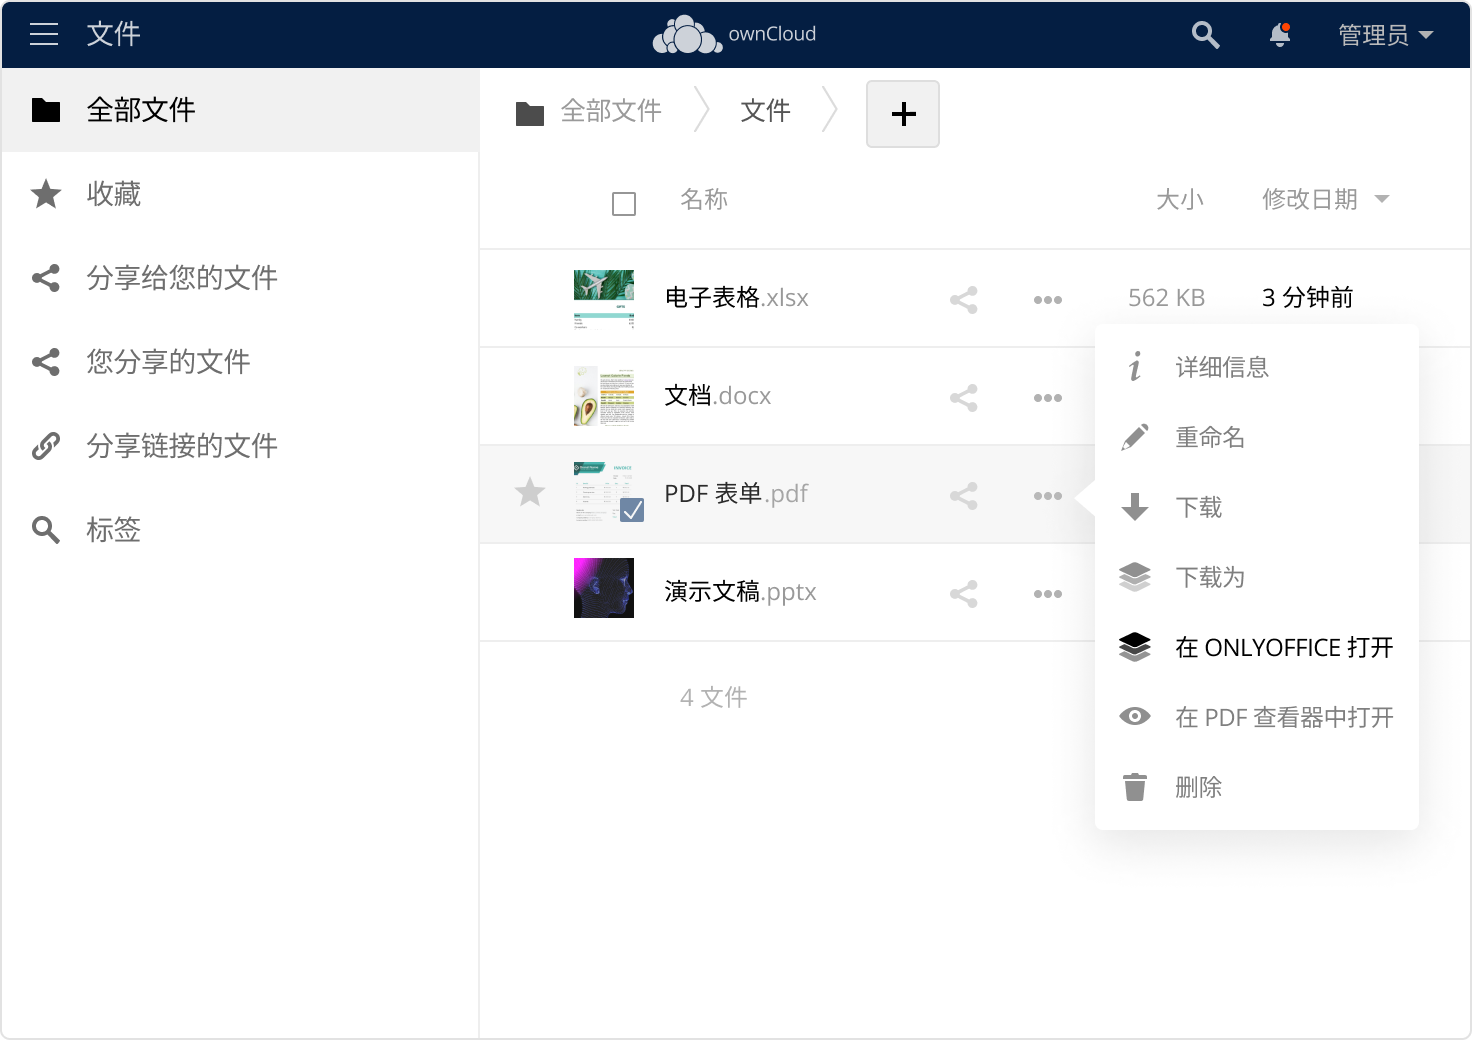 文件
ownCloud
管理员
全部文件
收藏
分享给您的文件
您分享的文件
分享链接的文件
标签
全部文件
文件
+
名称
大小
修改日期
电子表格.xlsx
562 KB
3 分钟前
文档.docx
PDF 表单.pdf
演示文稿.pptx
4 文件
详细信息
重命名
下载
下载为
在 ONLYOFFICE 打开
在 PDF 查看器中打开
删除